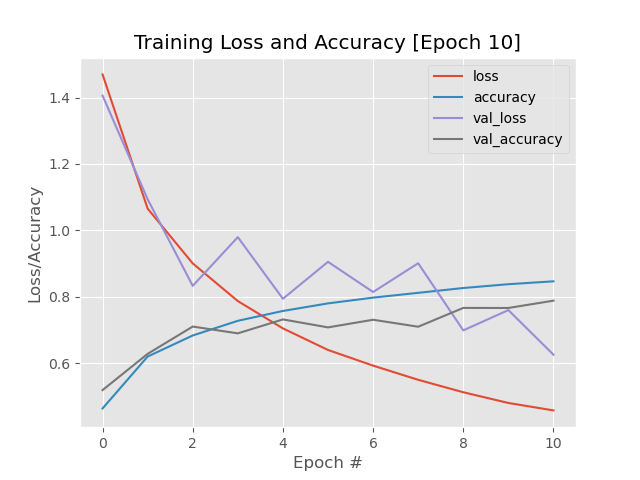 Training Loss and Accuracy [Epoch 10]
loss
accuracy
val_loss
val_accuracy
Loss/Accuracy
1.4
1.2
1.0
0.8
0.6
0
2
4
6
8
10
Epoch #